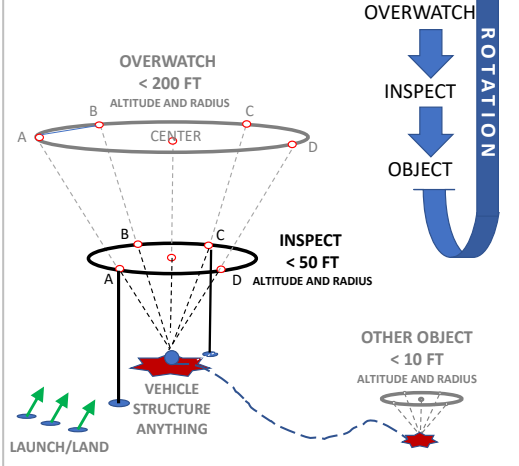 OVERWATCH
INSPECT
OBJECT
ROTATION
OVERWATCH
< 200 FT
ALTITUDE AND RADIUS
A
B
CENTER
C
D
B
C
A
D
INSPECT
< 50 FT
ALTITUDE AND RADIUS
VEHICLE
STRUCTURE
ANYTHING
LAUNCH/LAND
OTHER OBJECT
< 10 FT
ALTITUDE AND RADIUS